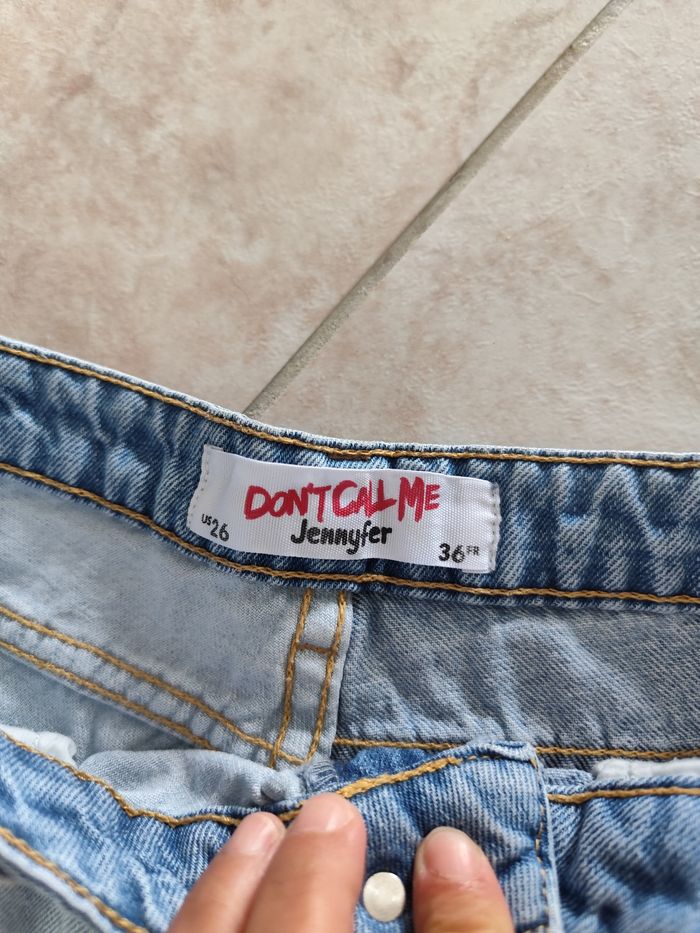 DON'T CALL ME
Jennyfer
US 26
36 FR